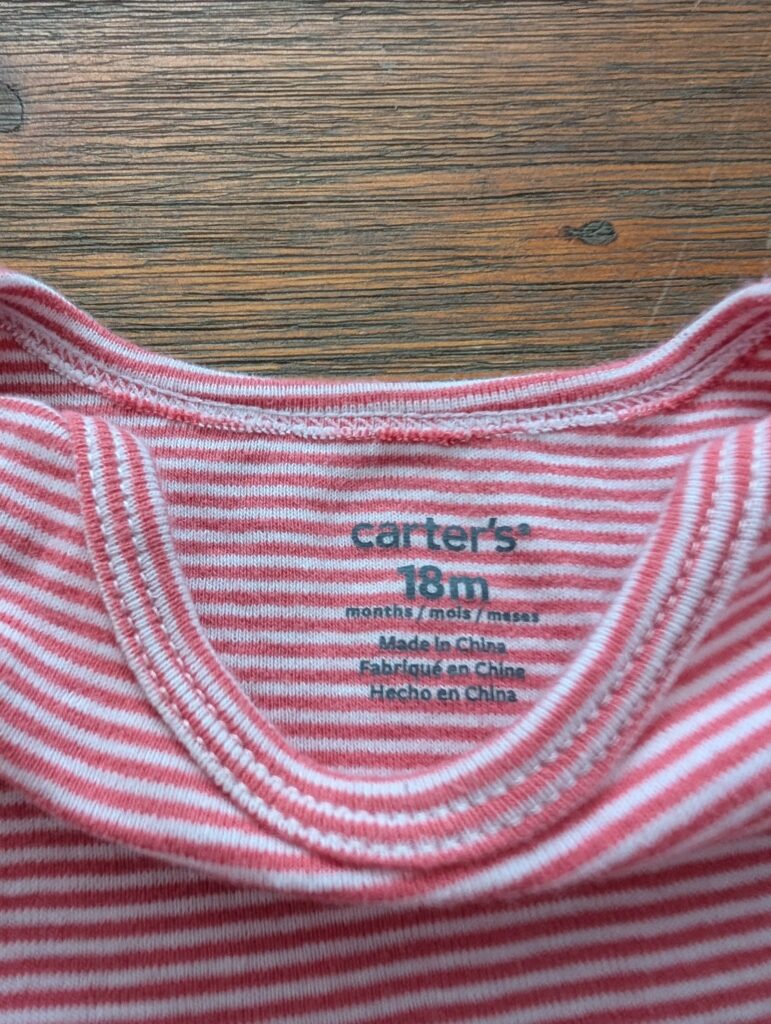 carter's®
18m
months / mois / meses
Made in China
Fabriqué en Chine
Hecho en China